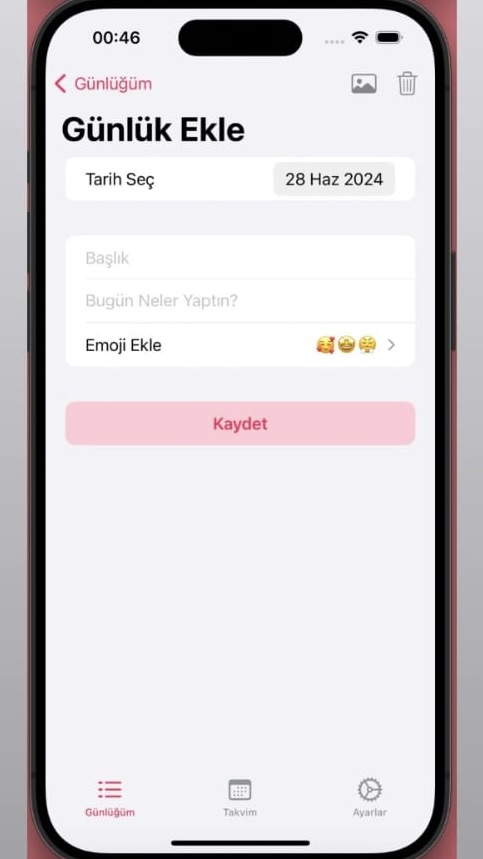 00:46
Günlüğüm
Günlük Ekle
Tarih Seç 28 Haz 2024
Başlık
Bugün Neler Yaptın?
Emoji Ekle 🥰🤩😤
Kaydet
Günlüğüm Takvim Ayarlar